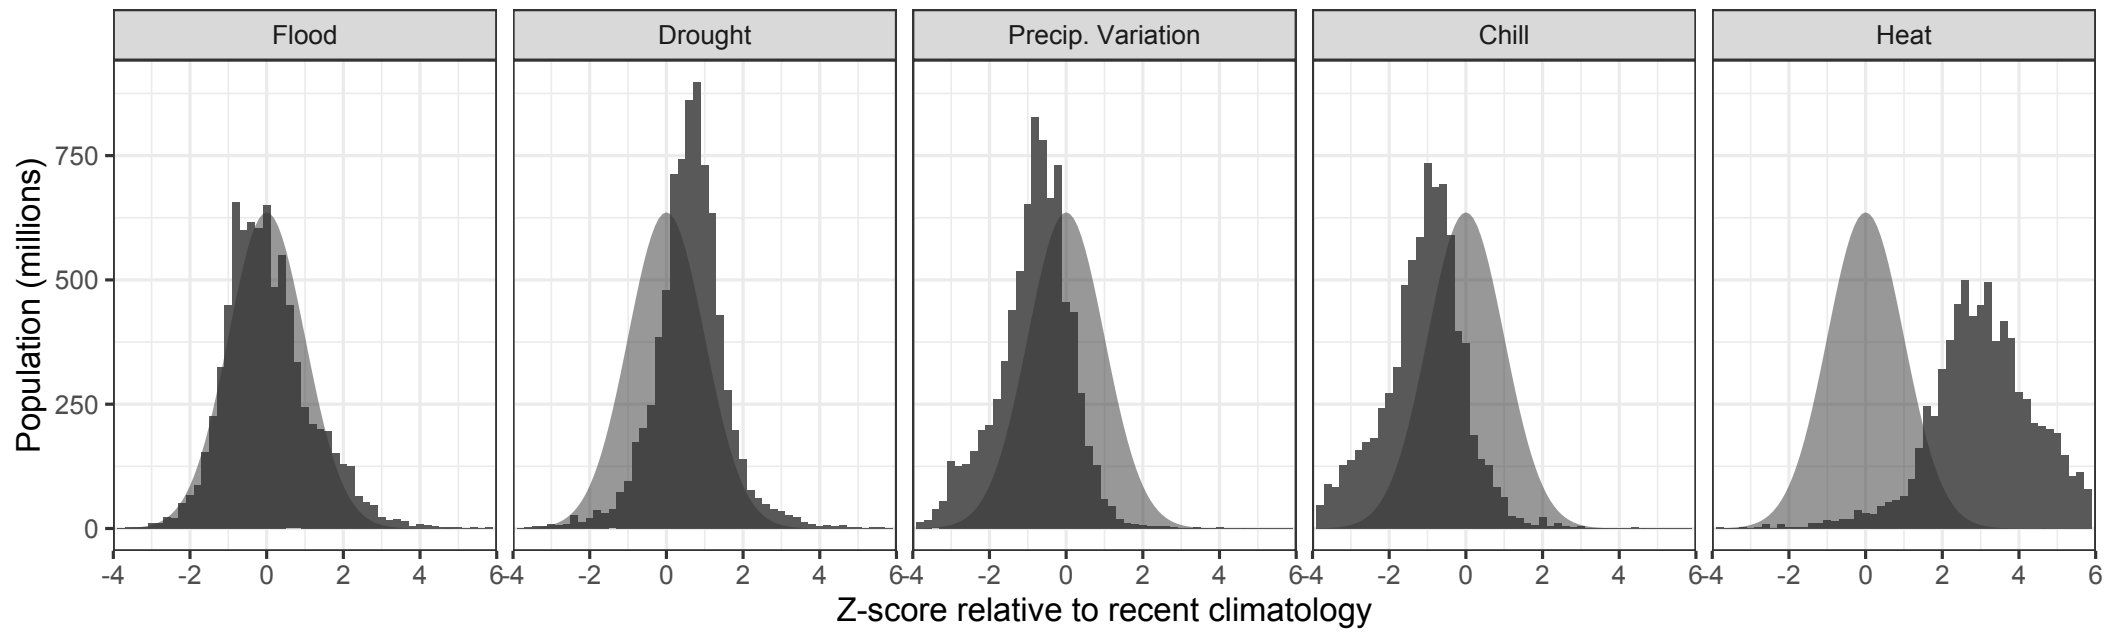 Flood Drought Precip. Variation Chill Heat
Population (millions)
750
500
250
0
-4 -2 0 2 4 6 -4 -2 0 2 4 6 -4 -2 0 2 4 6 -4 -2 0 2 4 6 -4 -2 0 2 4 6
Z-score relative to recent climatology